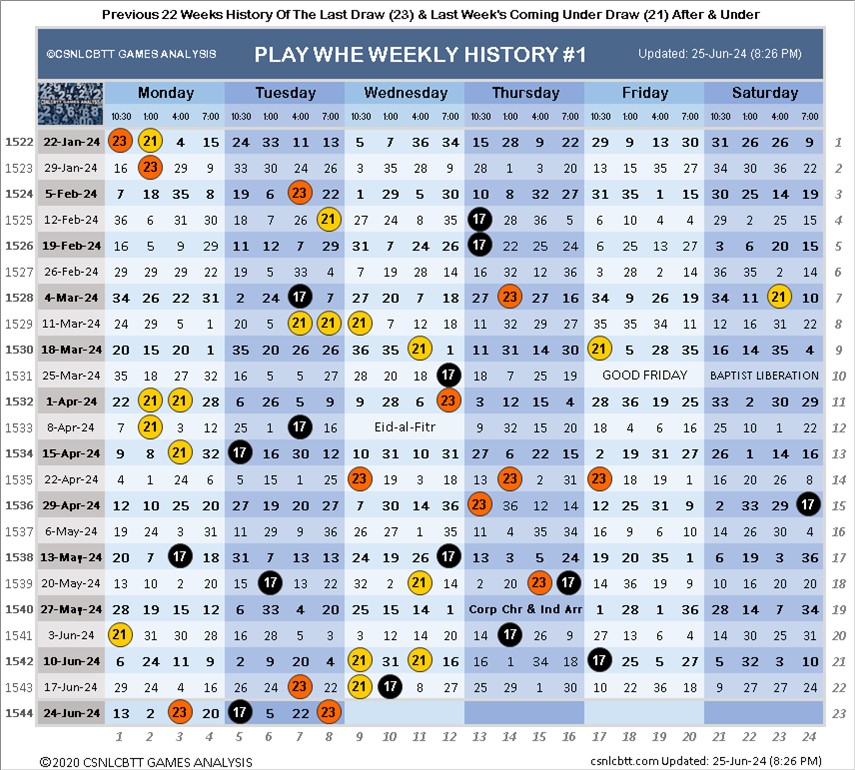 Previous 22 Weeks History Of The Last Draw (23) & Last Week's Coming Under Draw (21) After & Under
©CSNLCBTT GAMES ANALYSIS PLAY WHE WEEKLY HISTORY #1 Updated: 25-Jun-24 (8:26 PM)
CSNLCBTT GAMES ANALYSIS Monday Tuesday Wednesday Thursday Friday Saturday
10:30 1:00 4:00 7:00 10:30 1:00 4:00 7:00 10:30 1:00 4:00 7:00 10:30 1:00 4:00 7:00 10:30 1:00 4:00 7:00 10:30 1:00 4:00 7:00
1522 22-Jan-24 23 21 4 15 24 33 11 13 5 7 36 34 15 28 9 22 29 9 13 30 31 26 26 9 1
1523 29-Jan-24 16 23 29 9 33 30 24 26 3 35 28 9 28 1 3 20 13 15 35 27 34 30 36 22 2
1524 5-Feb-24 7 18 35 8 19 6 23 22 1 29 5 30 10 8 32 27 31 35 1 15 30 25 14 19 3
1525 12-Feb-24 36 6 31 30 18 7 26 21 27 24 8 35 17 28 36 5 6 10 4 4 29 2 25 15 4
1526 19-Feb-24 16 5 9 29 11 12 7 29 31 7 24 26 17 22 25 24 6 25 13 27 3 6 20 15 5
1527 26-Feb-24 29 29 29 22 19 5 33 4 7 19 28 14 16 32 12 36 3 28 2 14 36 35 2 14 6
1528 4-Mar-24 34 26 22 31 2 24 17 7 27 20 7 18 27 23 27 16 34 9 26 19 34 11 23 10 7
1529 11-Mar-24 24 29 5 1 20 5 21 21 21 7 12 18 11 32 29 27 35 35 34 11 12 16 31 22 8
1530 18-Mar-24 20 15 20 1 35 20 26 26 36 35 21 1 11 31 14 30 21 5 28 35 16 14 35 4 9
1531 25-Mar-24 35 18 27 32 16 5 5 27 28 20 18 17 18 7 25 19 GOOD FRIDAY BAPTIST LIBERATION 10
1532 1-Apr-24 22 21 21 28 6 26 5 9 9 28 6 23 3 12 15 4 28 36 19 25 33 2 30 29 11
1533 8-Apr-24 7 21 3 12 25 1 17 16 Eid-al-Fitr 9 32 15 20 18 4 6 16 25 10 1 22 12
1534 15-Apr-24 9 8 21 32 17 16 30 12 10 31 10 31 27 6 22 15 2 19 31 27 26 1 14 16 13
1535 22-Apr-24 4 1 24 6 5 15 1 25 23 19 3 18 13 23 2 31 23 18 19 1 16 20 26 8 14
1536 29-Apr-24 12 10 25 20 27 19 20 27 7 30 14 36 23 36 12 14 12 25 31 9 2 33 29 17 15
1537 6-May-24 19 24 3 31 11 29 9 36 26 27 1 35 11 4 35 34 16 9 6 10 14 26 30 4 16
1538 13-May-24 20 7 17 18 31 7 13 13 24 19 26 17 13 3 5 24 19 20 35 1 6 19 3 36 17
1539 20-May-24 13 10 2 20 15 17 13 22 32 2 21 14 2 20 23 17 14 36 19 9 10 16 20 20 18
1540 27-May-24 28 19 15 12 6 33 4 20 25 15 14 1 Corp Chr & Ind Arr 1 28 1 36 28 14 7 34 19
1541 3-Jun-24 21 31 30 28 16 28 5 3 3 12 14 20 14 17 26 9 27 13 6 4 14 30 25 31 20
1542 10-Jun-24 6 24 11 9 2 9 20 4 21 31 21 16 16 1 34 18 17 25 5 27 5 32 3 10 21
1543 17-Jun-24 29 24 4 16 26 24 23 22 21 17 8 27 25 29 1 30 10 22 36 18 9 27 27 24 22
1544 24-Jun-24 13 2 23 20 17 5 22 23 23
1 2 3 4 5 6 7 8 9 10 11 12 13 14 15 16 17 18 19 20 21 22 23 24
©2020 CSNLCBTT GAMES ANALYSIS csnlcbtt.com Updated: 25-Jun-24 (8:26 PM)